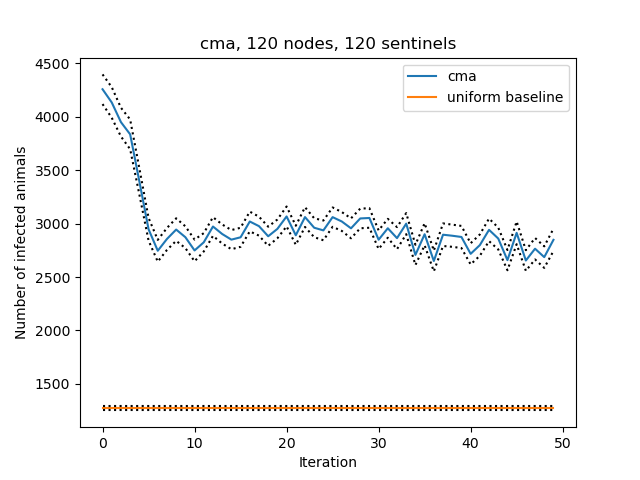 cma, 120 nodes, 120 sentinels
cma
uniform baseline
Number of infected animals
4500
4000
3500
3000
2500
2000
1500
0 10 20 30 40 50
Iteration